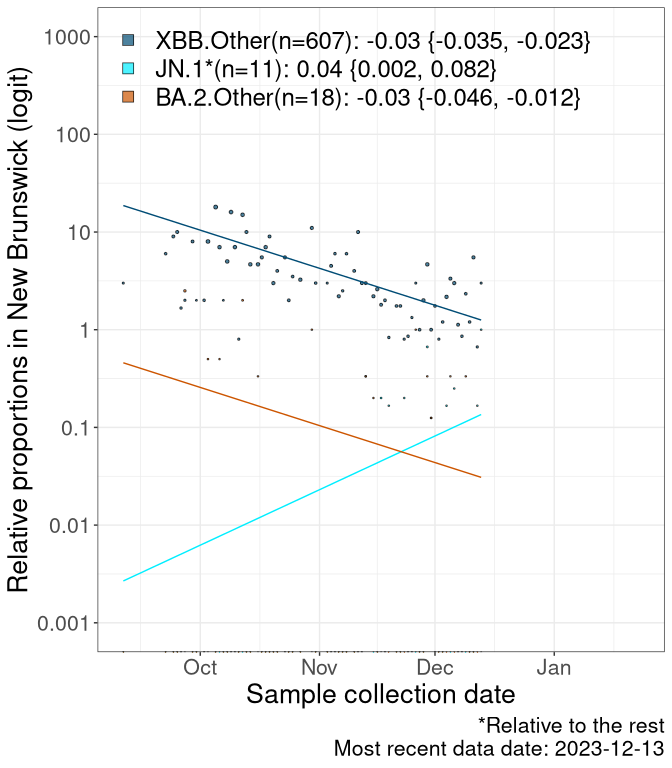 XBB.Other(n=607): -0.03 {-0.035, -0.023}
JN.1*(n=11): 0.04 {0.002, 0.082}
BA.2.Other(n=18): -0.03 {-0.046, -0.012}
Relative proportions in New Brunswick (logit)
1000
100
10
1
0.1
0.01
0.001
Oct Nov Dec Jan
Sample collection date
*Relative to the rest
Most recent data date: 2023-12-13